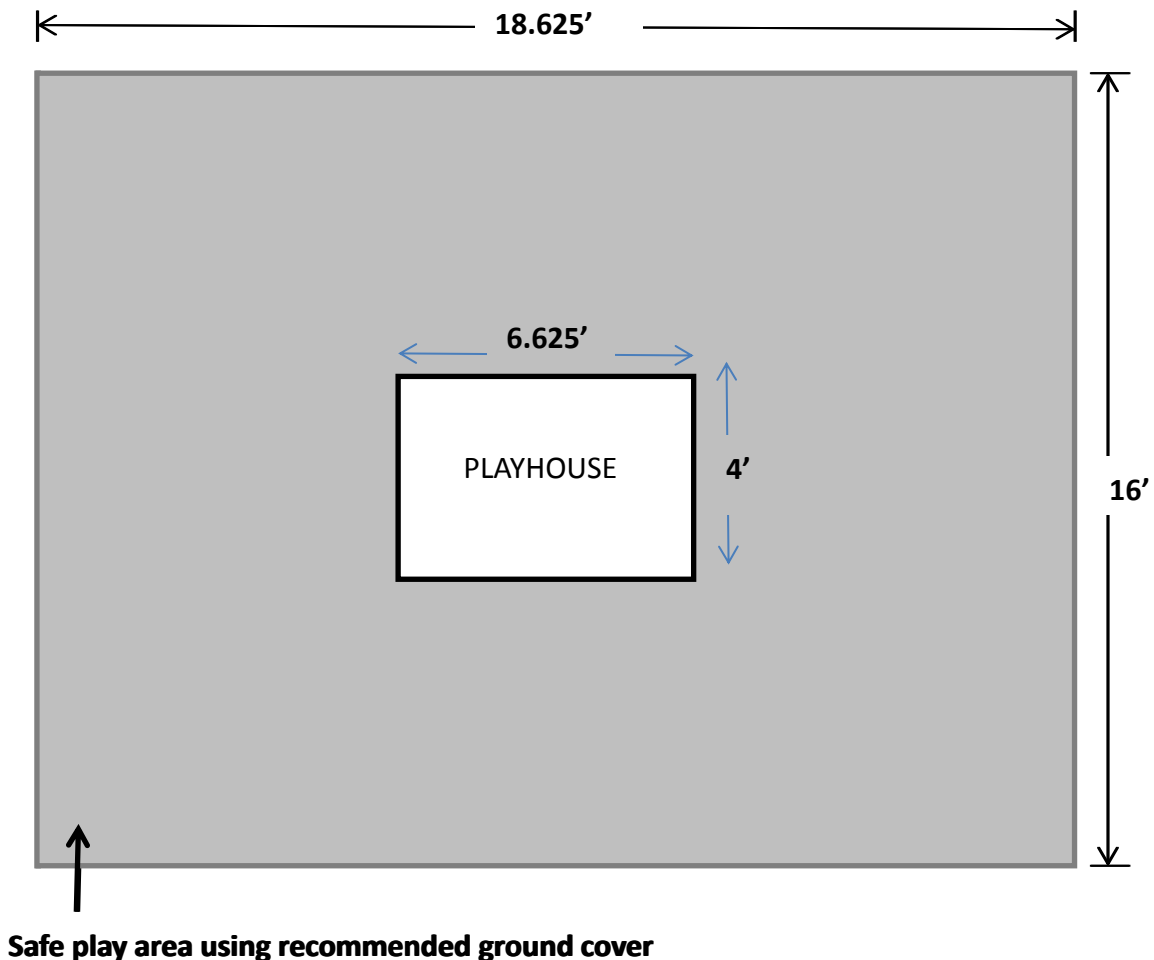 18.625’
6.625’
PLAYHOUSE
4’
16’
Safe play area using recommended ground cover